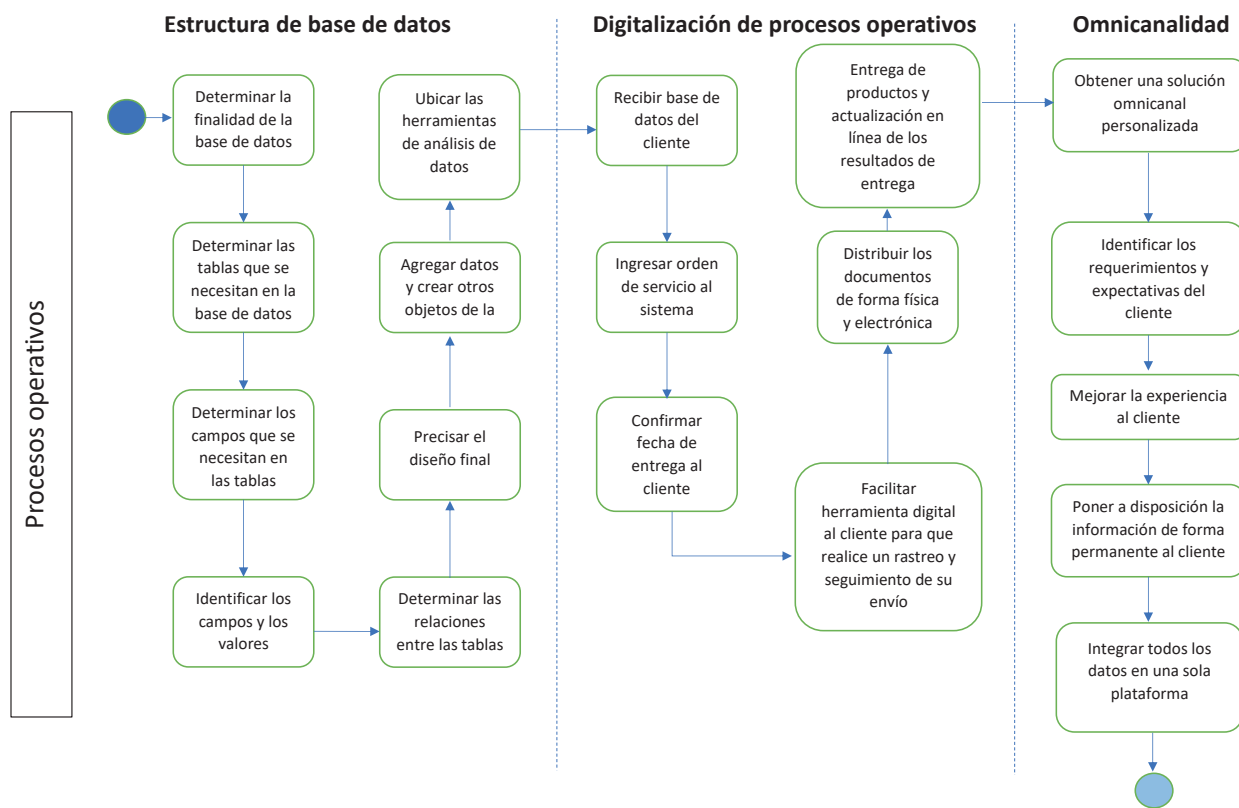 Estructura de base de datos
Digitalización de procesos operativos
Omnicanalidad
Procesos operativos
Determinar la
finalidad de la
base de datos
Determinar las
tablas que se
necesitan en la
base de datos
Determinar los
campos que se
necesitan en
las tablas
Identificar los
campos y los
valores
Determinar las
relaciones
entre las tablas
Precisar el
diseño final
Agregar datos
y crear otros
objetos de la
Ubicar las
herramientas
de análisis de
datos
Recibir base de
datos del
cliente
Ingresar orden
de servicio al
sistema
Confirmar
fecha de
entrega al
cliente
Facilitar
herramienta digital
al cliente para que
realice un rastreo y
seguimiento de su
envío
Distribuir los
documentos
de forma física
y electrónica
Entrega de
productos y
actualización en
línea de los
resultados de
entrega
Obtener una solución
omnicanal
personalizada
Identificar los
requerimientos y
expectativas del
cliente
Mejorar la experiencia
al cliente
Poner a disposición la
información de forma
permanente al cliente
Integrar todos los
datos en una sola
plataforma